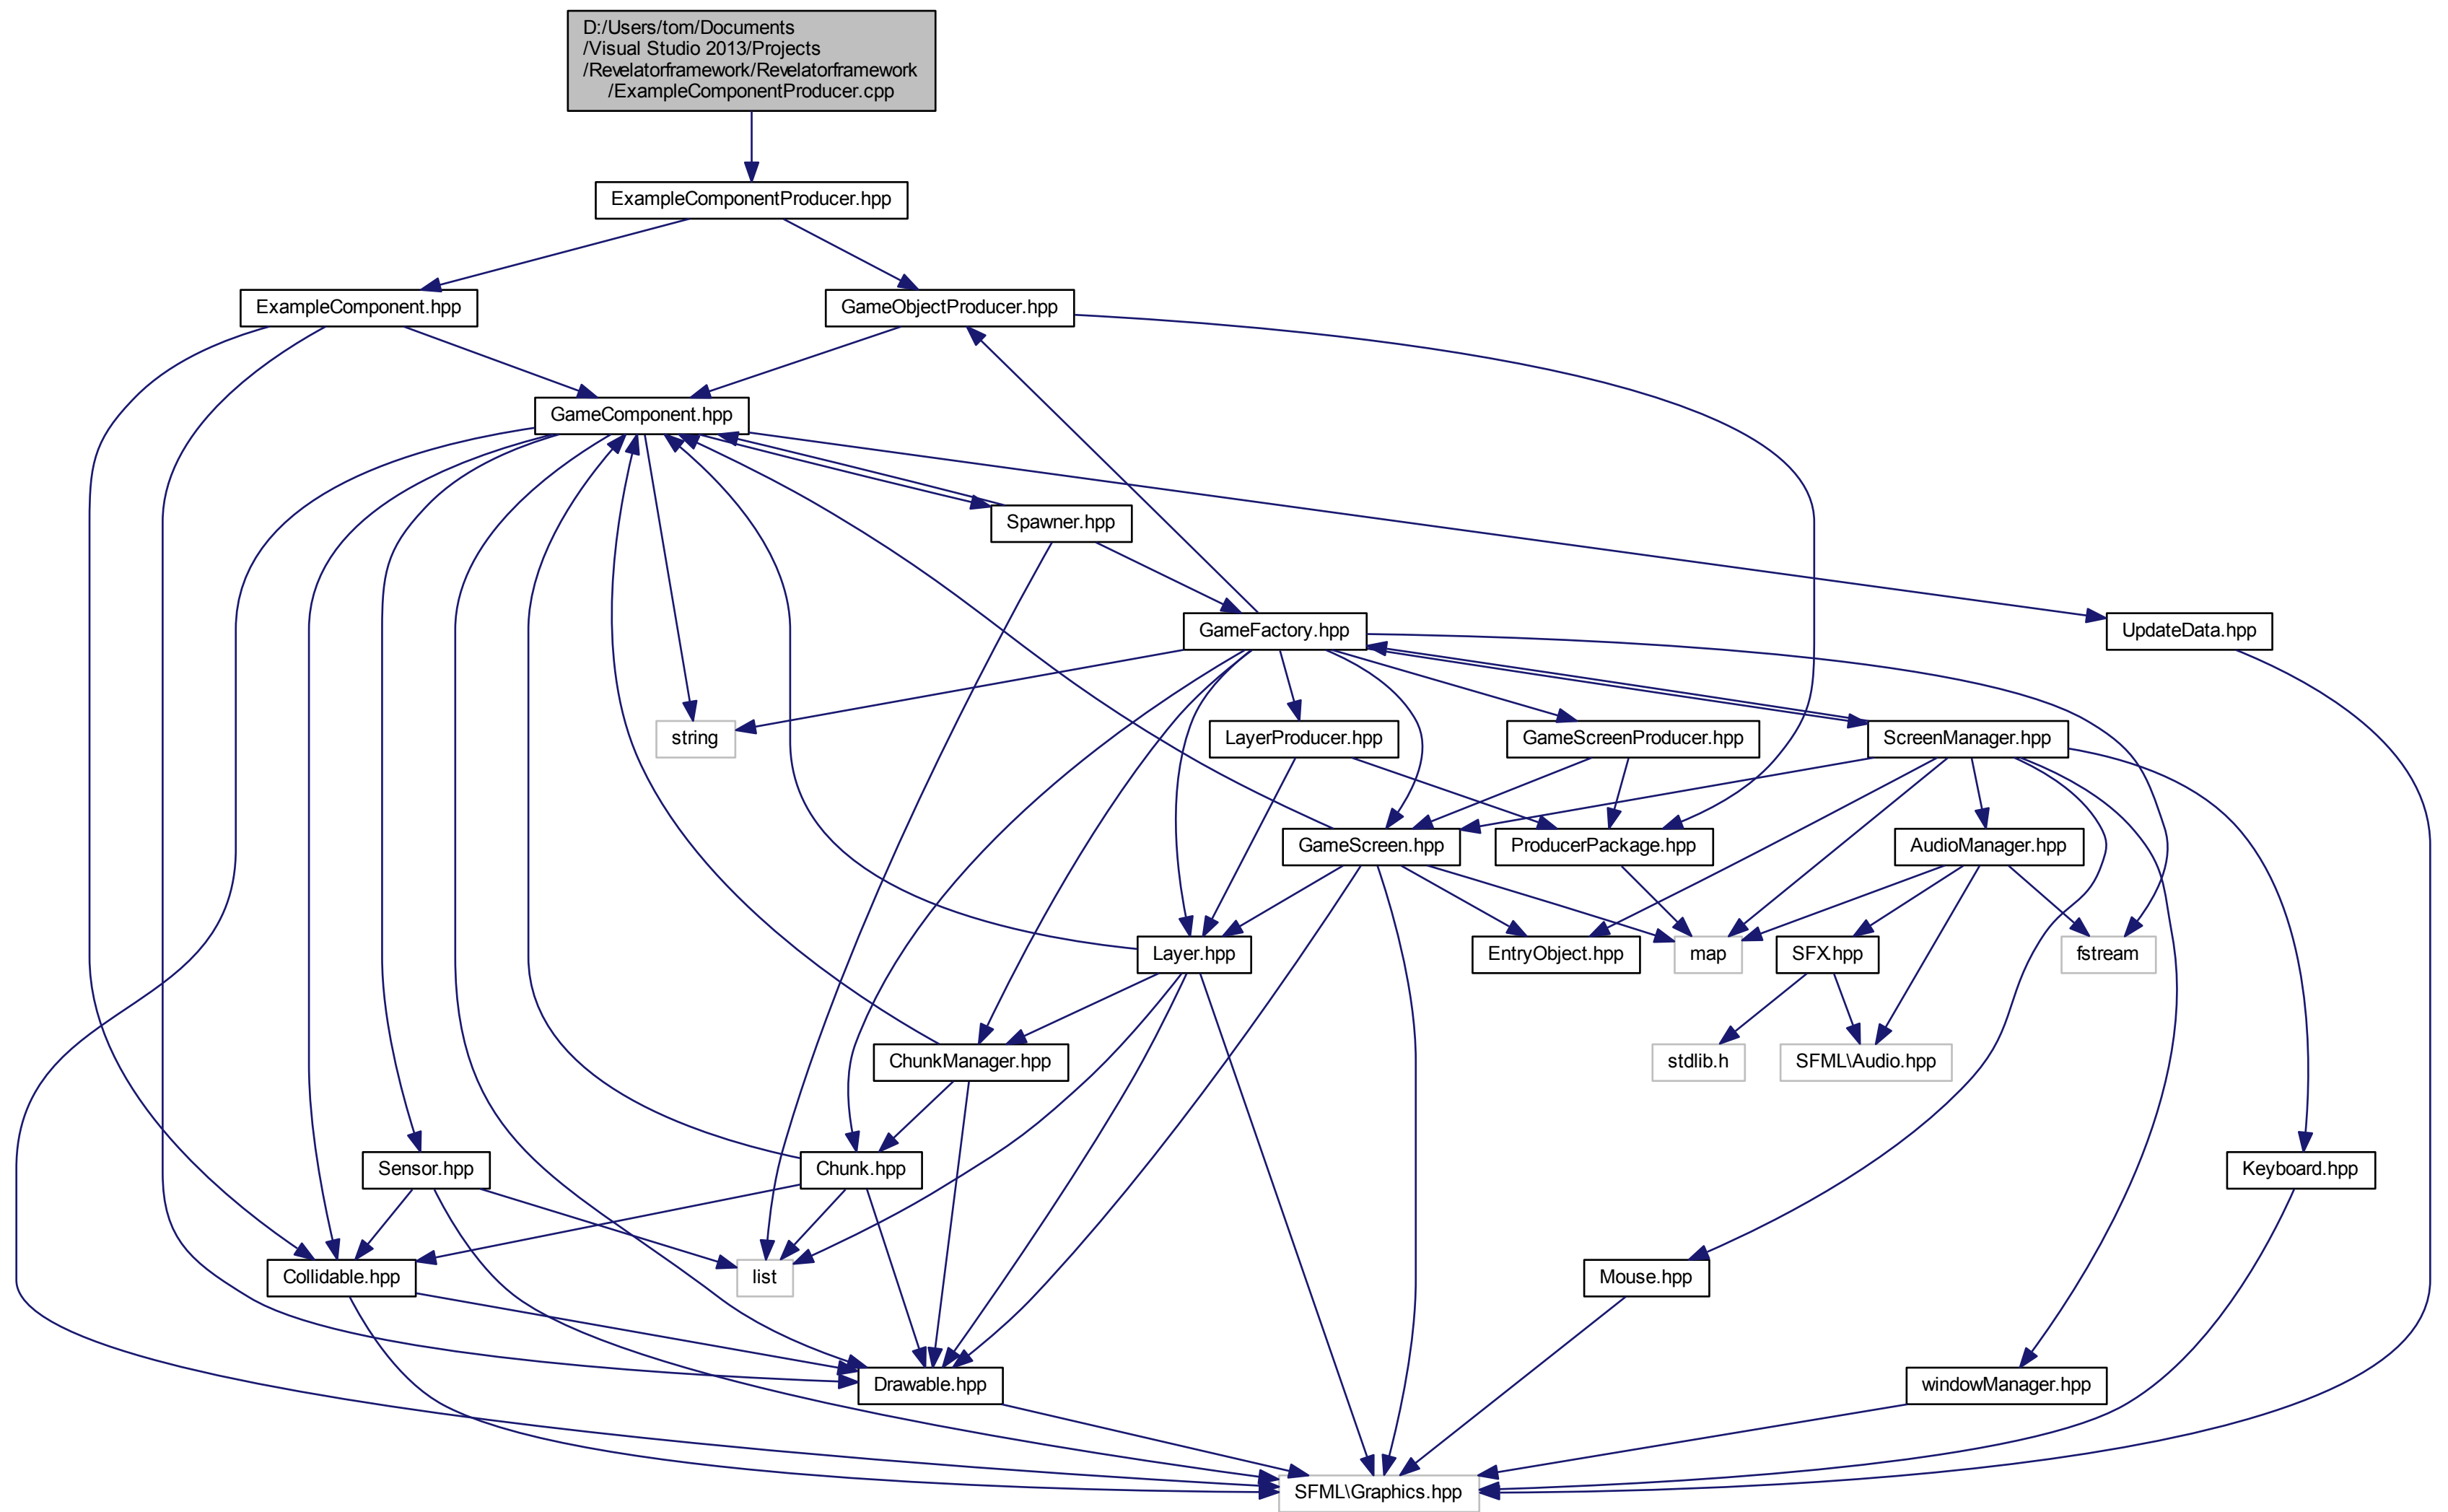 D:/Users/tom/Documents
/Visual Studio 2013/Projects
/Revelatorframework/Revelatorframework
/ExampleComponentProducer.cpp
ExampleComponentProducer.hpp
ExampleComponent.hpp
GameObjectProducer.hpp
GameComponent.hpp
Spawner.hpp
GameFactory.hpp
UpdateData.hpp
string
LayerProducer.hpp
GameScreenProducer.hpp
ScreenManager.hpp
GameScreen.hpp
ProducerPackage.hpp
AudioManager.hpp
Layer.hpp
EntryObject.hpp
map
SFX.hpp
fstream
ChunkManager.hpp
stdlib.h
SFML\Audio.hpp
Sensor.hpp
Chunk.hpp
Keyboard.hpp
Collidable.hpp
list
Mouse.hpp
Drawable.hpp
windowManager.hpp
SFML\Graphics.hpp